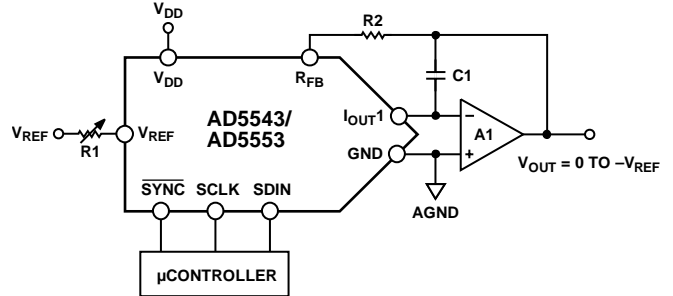 VDD
R2
VDD
RFB
C1
AD5543/
AD5553
IOUT1
A1
VREF
VREF
R1
GND
VOUT = 0 TO –VREF
SYNC SCLK SDIN
AGND
µCONTROLLER